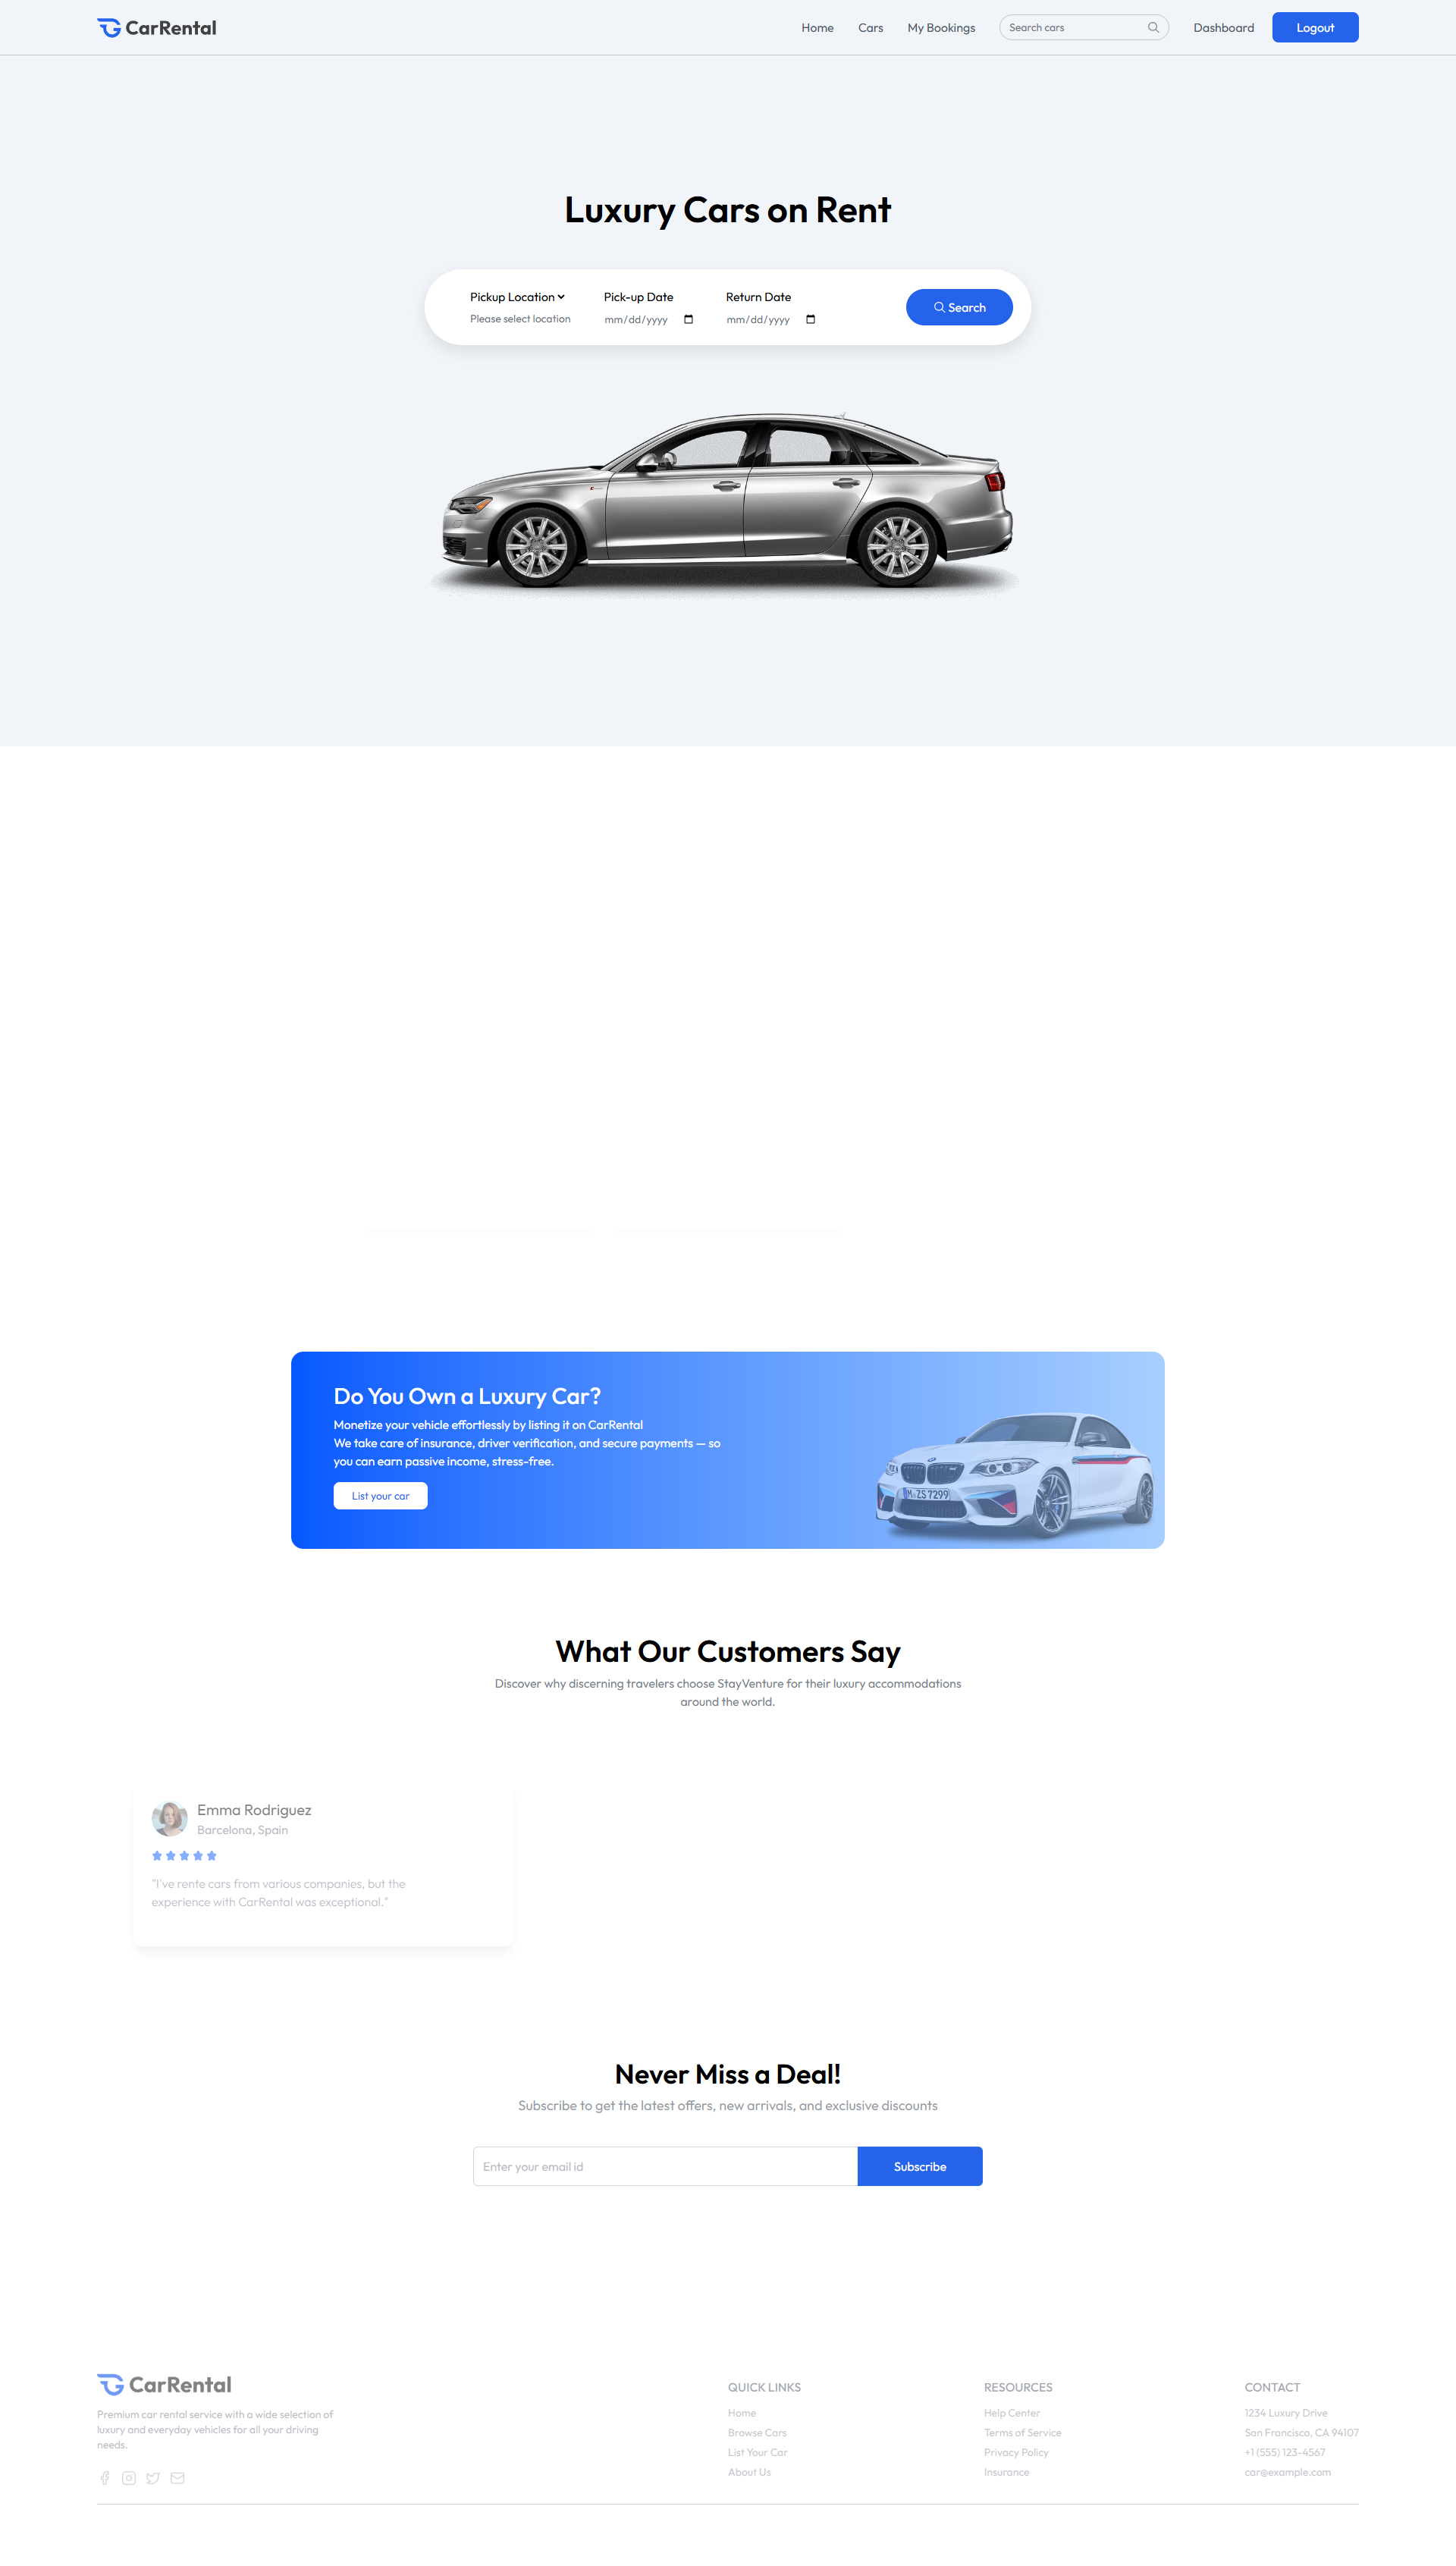 CarRental
Home
Cars
My Bookings
Search cars
Dashboard
Logout
Luxury Cars on Rent
Pickup Location
Please select location
Pick-up Date
mm/dd/yyyy
Return Date
mm/dd/yyyy
Search
Do You Own a Luxury Car?
Monetize your vehicle effortlessly by listing it on CarRental
We take care of insurance, driver verification, and secure payments — so
you can earn passive income, stress-free.
List your car
M ZS 7299
What Our Customers Say
Discover why discerning travelers choose StayVenture for their luxury accommodations
around the world.
Emma Rodriguez
Barcelona, Spain
"I've rente cars from various companies, but the
experience with CarRental was exceptional."
Never Miss a Deal!
Subscribe to get the latest offers, new arrivals, and exclusive discounts
Enter your email id
Subscribe
CarRental
Premium car rental service with a wide selection of
luxury and everyday vehicles for all your driving
needs.
QUICK LINKS
Home
Browse Cars
List Your Car
About Us
RESOURCES
Help Center
Terms of Service
Privacy Policy
Insurance
CONTACT
1234 Luxury Drive
San Francisco, CA 94107
+1 (555) 123-4567
car@example.com